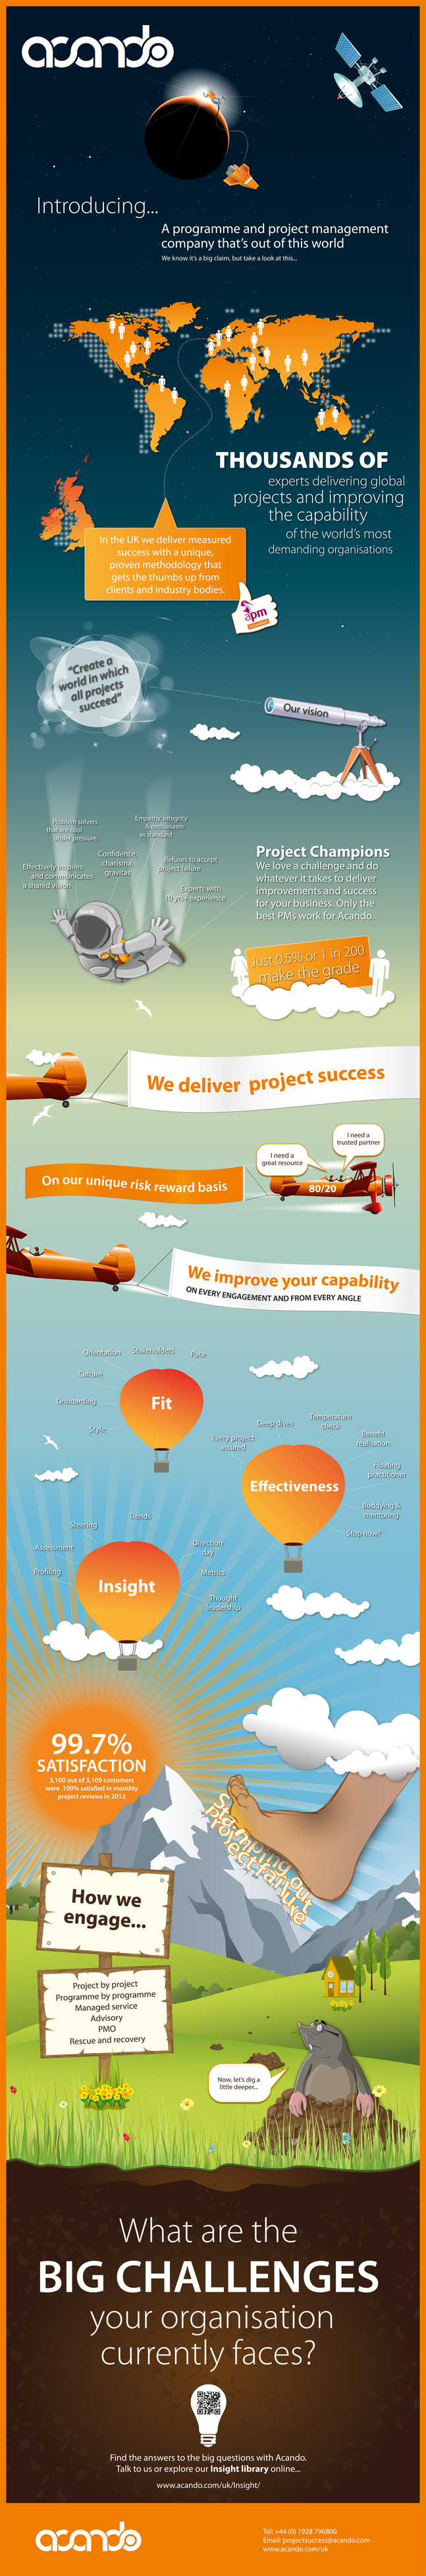 acando
Introducing...
A programme and project management
company that's out of this world
We know it's a big claim, but take a look at this...
THOUSANDS OF
experts delivering global
projects and improving
the capability
of the world's most
demanding organisations
In the UK we deliver measured
success with a unique,
proven methodology that
gets the thumbs up from
clients and industry bodies.
apm
"Create a
world in which
all projects
succeed"
Our vision
Problem solvers
that are cool
under pressure
Empathy, integrity
& enthusiasm
as standard
Confidence,
charisma,
gravitas
Refuses to accept
project failure
Effectively inspires
and communicates
a shared vision
Experts with
10 yrs+ experience
Project Champions
We love a challenge and do
whatever it takes to deliver
improvements and success
for your business. Only the
best PMs work for Acando.
Just 0.5% or 1 in 200
make the grade
We deliver project success
I need a
trusted partner
I need a
great resource
On our unique risk reward basis
80/20
We improve your capability
ON EVERY ENGAGEMENT AND FROM EVERY ANGLE
Orientation
Stakeholders
Pace
Culture
Onboarding
Style
Fit
Every project
assured
Deep dives
Temperature
check
Benefit
realisation
Floating
practitioner
Buddying &
mentoring
Stop now?
Effectiveness
Trends
Steering
Assessment
Profiling
Direction
day
Metrics
Thought
leadership
Insight
99.7%
SATISFACTION
3,100 out of 3,109 customers
were 100% satisfied in monthly
project reviews in 2012
Stomping out
project failure
How we
engage...
Project by project
Programme by programme
Managed service
Advisory
PMO
Rescue and recovery
Now, let's dig a
little deeper...
What are the
BIG CHALLENGES
your organisation
currently faces?
Find the answers to the big questions with Acando.
Talk to us or explore our Insight library online...
www.acando.com/uk/Insight/
acando
Tel: +44 (0) 1928 796800
Email: projectsuccess@acando.com
www.acando.com/uk